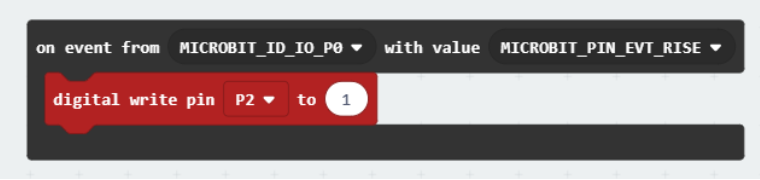 on event from MICROBIT_ID_IO_P0 with value MICROBIT_PIN_EVT_RISE
digital write pin P2 to 1